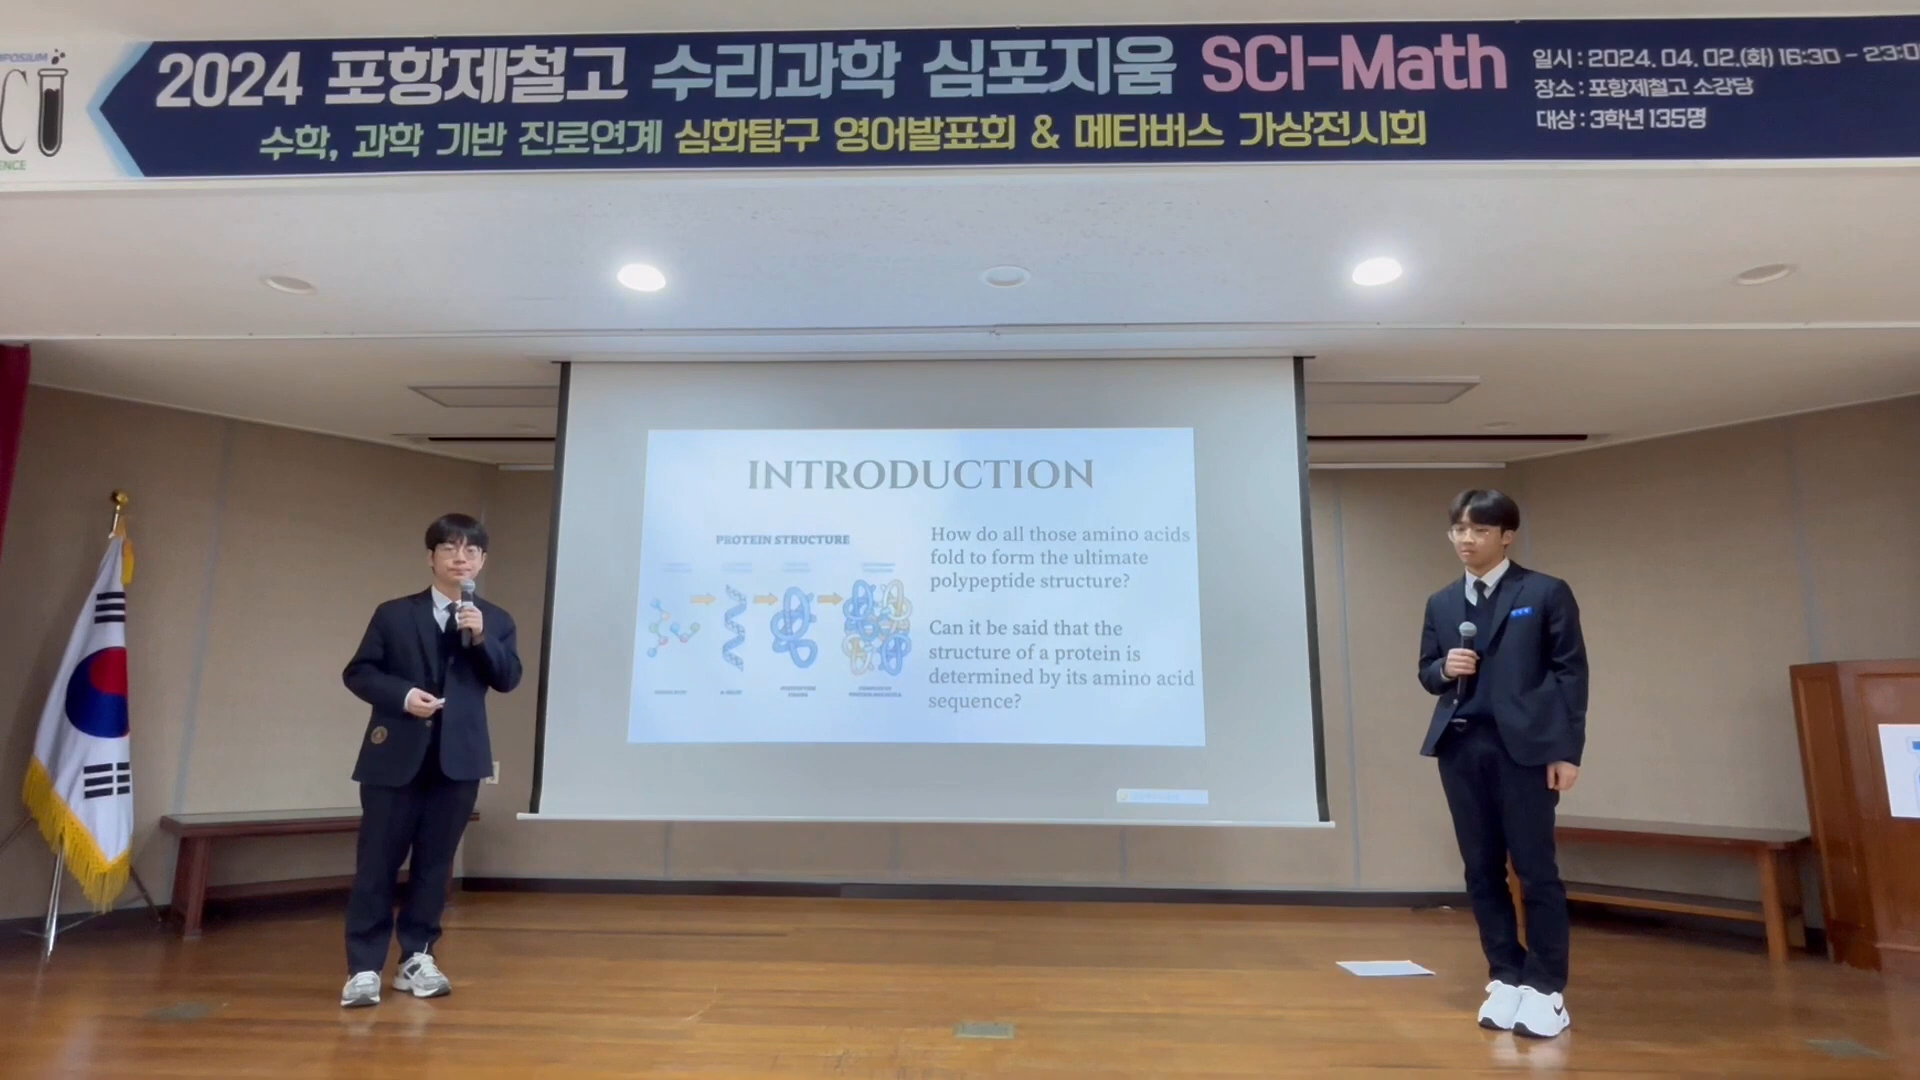 2024 포항제철고 수리과학 심포지움 SCI-Math
수학, 과학 기반 진로연계 심화탐구 영어발표회 & 메타버스 가상전시회
일시 : 2024. 04. 02.(화) 16:30 - 23:0
장소 : 포항제철고 소강당
대상 : 3학년 135명
MPOSIUM
CI
ENCE
INTRODUCTION
PROTEIN STRUCTURE
How do all those amino acids
fold to form the ultimate
polypeptide structure?
Can it be said that the
structure of a protein is
determined by its amino acid
sequence?